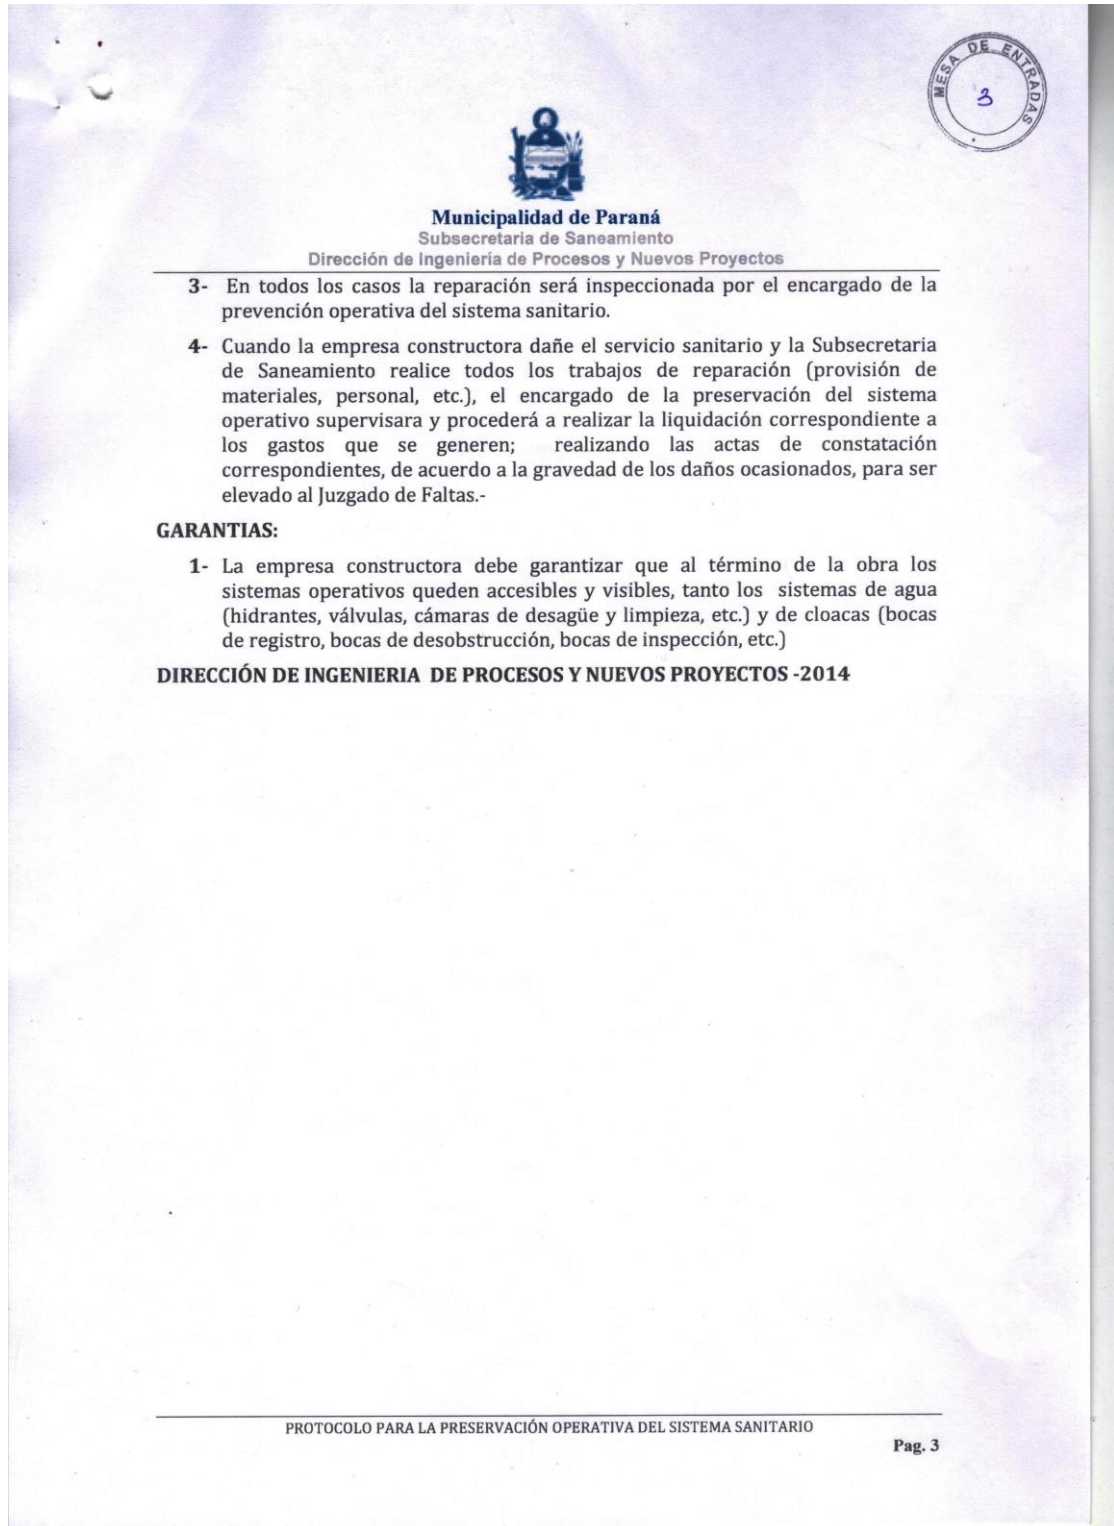 MESA DE ENTRADAS
3
Municipalidad de Paraná
Subsecretaria de Saneamiento
Dirección de Ingeniería de Procesos y Nuevos Proyectos
3- En todos los casos la reparación será inspeccionada por el encargado de la
prevención operativa del sistema sanitario.
4- Cuando la empresa constructora dañe el servicio sanitario y la Subsecretaria
de Saneamiento realice todos los trabajos de reparación (provisión de
materiales, personal, etc.), el encargado de la preservación del sistema
operativo supervisara y procederá a realizar la liquidación correspondiente a
los gastos que se generen; realizando las actas de constatación
correspondientes, de acuerdo a la gravedad de los daños ocasionados, para ser
elevado al Juzgado de Faltas.-
GARANTIAS:
1- La empresa constructora debe garantizar que al término de la obra los
sistemas operativos queden accesibles y visibles, tanto los sistemas de agua
(hidrantes, válvulas, cámaras de desagüe y limpieza, etc.) y de cloacas (bocas
de registro, bocas de desobstrucción, bocas de inspección, etc.)
DIRECCIÓN DE INGENIERIA DE PROCESOS Y NUEVOS PROYECTOS -2014
PROTOCOLO PARA LA PRESERVACIÓN OPERATIVA DEL SISTEMA SANITARIO
Pag. 3